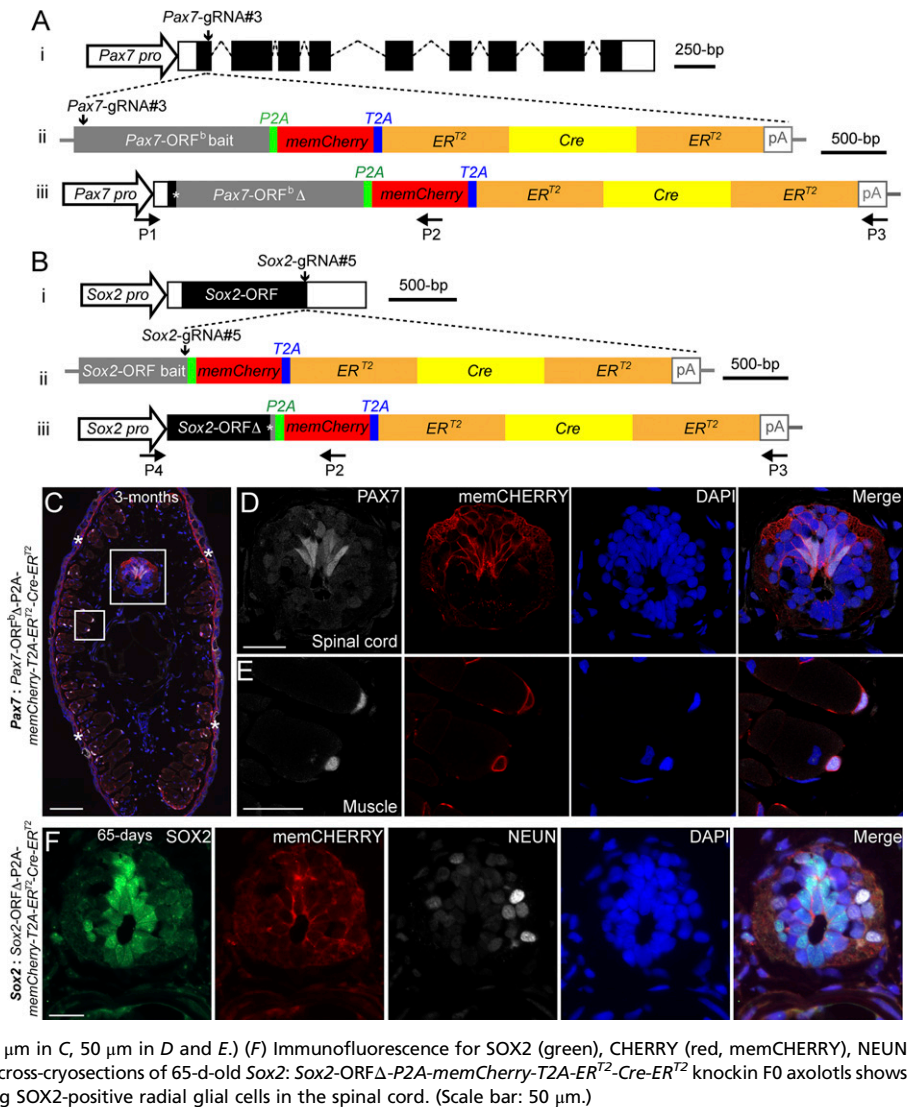 A
Pax7-gRNA#3
i
Pax7 pro
250-bp
Pax7-gRNA#3
P2A
T2A
ii
Pax7-ORFᵇ bait
memCherry
ERᵀ²
Cre
ERᵀ²
pA
500-bp
P2A
T2A
iii
Pax7 pro
*
Pax7-ORFᵇ Δ
memCherry
ERᵀ²
Cre
ERᵀ²
pA
P1
P2
P3
B
Sox2-gRNA#5
i
Sox2 pro
Sox2-ORF
500-bp
Sox2-gRNA#5
T2A
ii
Sox2-ORF bait
memCherry
ERᵀ²
Cre
ERᵀ²
pA
500-bp
P2A
T2A
iii
Sox2 pro
Sox2-ORFΔ
*
memCherry
ERᵀ²
Cre
ERᵀ²
pA
P4
P2
P3
Pax7 : Pax7-ORFᵇΔ-P2A-
memCherry-T2A-ERᵀ²-Cre-ERᵀ²
C
3-months
*
*
*
*
D
PAX7
memCHERRY
DAPI
Merge
Spinal cord
E
Muscle
Sox2 : Sox2-ORFΔ-P2A-
memCherry-T2A-ERᵀ²-Cre-ERᵀ²
F
65-days
SOX2
memCHERRY
NEUN
DAPI
Merge
μm in C, 50 μm in D and E.) (F) Immunofluorescence for SOX2 (green), CHERRY (red, memCHERRY), NEUN
cross-cryosections of 65-d-old Sox2: Sox2-ORFΔ-P2A-memCherry-T2A-ERᵀ²-Cre-ERᵀ² knockin F0 axolotls shows
g SOX2-positive radial glial cells in the spinal cord. (Scale bar: 50 μm.)